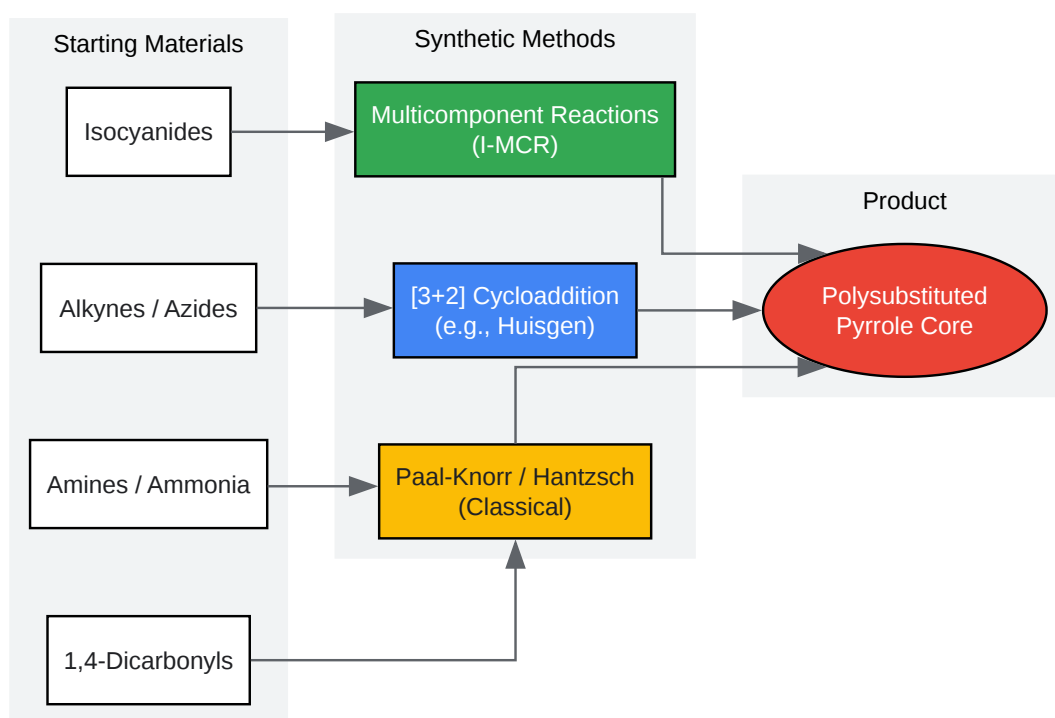 Starting Materials
Isocyanides
Alkynes / Azides
Amines / Ammonia
1,4-Dicarbonyls
Synthetic Methods
Multicomponent Reactions
(I-MCR)
[3+2] Cycloaddition
(e.g., Huisgen)
Paal-Knorr / Hantzsch
(Classical)
Product
Polysubstituted
Pyrrole Core